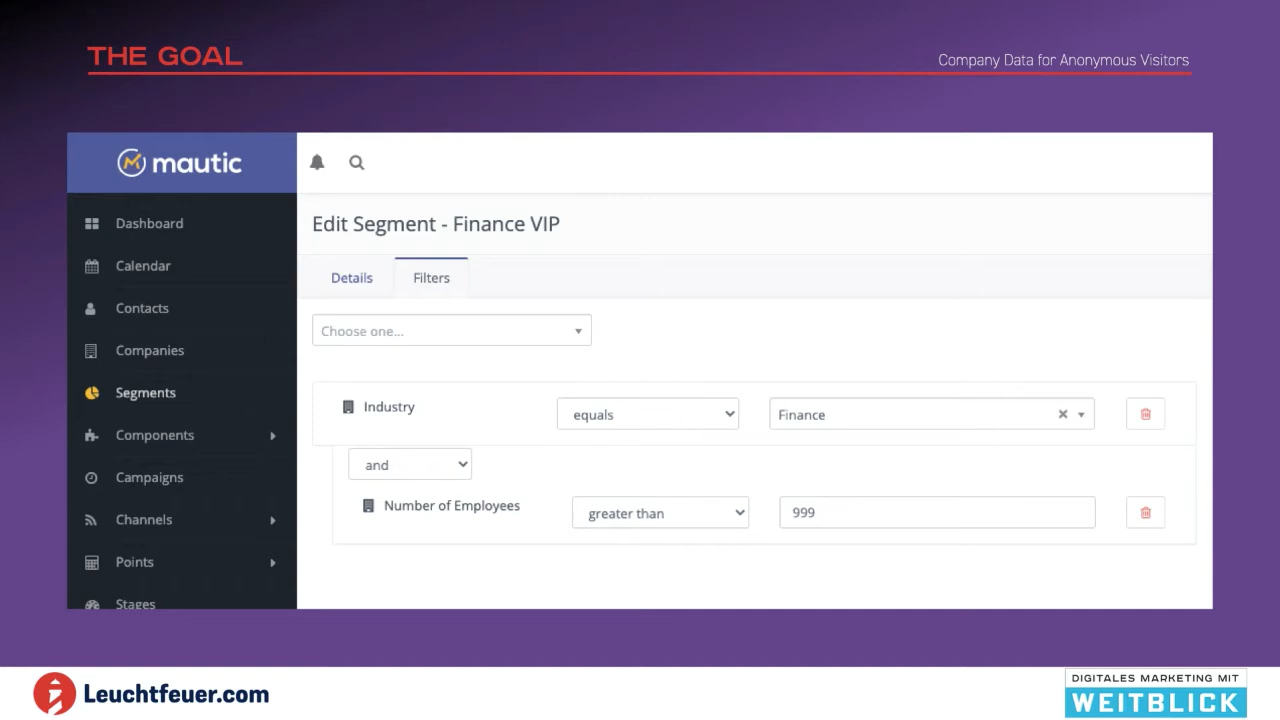 THE GOAL
Company Data for Anonymous Visitors
mautic
Dashboard
Calendar
Contacts
Companies
Segments
Components
Campaigns
Channels
Points
Stages
Edit Segment - Finance VIP
Details
Filters
Choose one...
Industry
equals
Finance
and
Number of Employees
greater than
999
Leuchtfeuer.com
DIGITALES MARKETING MIT
WEITBLICK